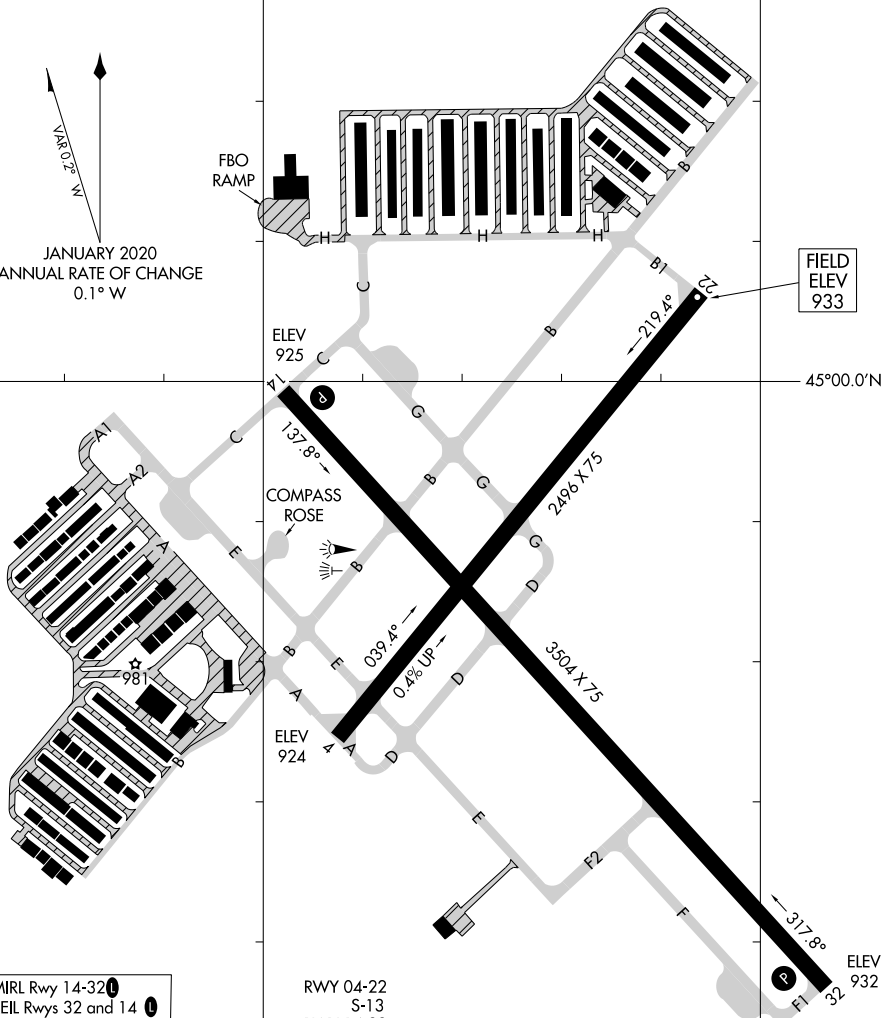 VAR 0.2° W
JANUARY 2020
ANNUAL RATE OF CHANGE
0.1° W
FBO
RAMP
H
H
H
B
B1
22
FIELD
ELEV
933
219.4°
C
B
ELEV
925
C
14
P
45°00.0'N
137.8°
G
C
A1
A2
B
G
2496 X 75
COMPASS
ROSE
A
E
G
B
D
039.4°
0.4% UP
B
E
D
3504 X 75
981
A
ELEV
924
4
A
D
B
E
F2
F
317.8°
P
ELEV
932
32
F1
MIRL Rwy 14-32 L
EIL Rwys 32 and 14 L
RWY 04-22
S-13